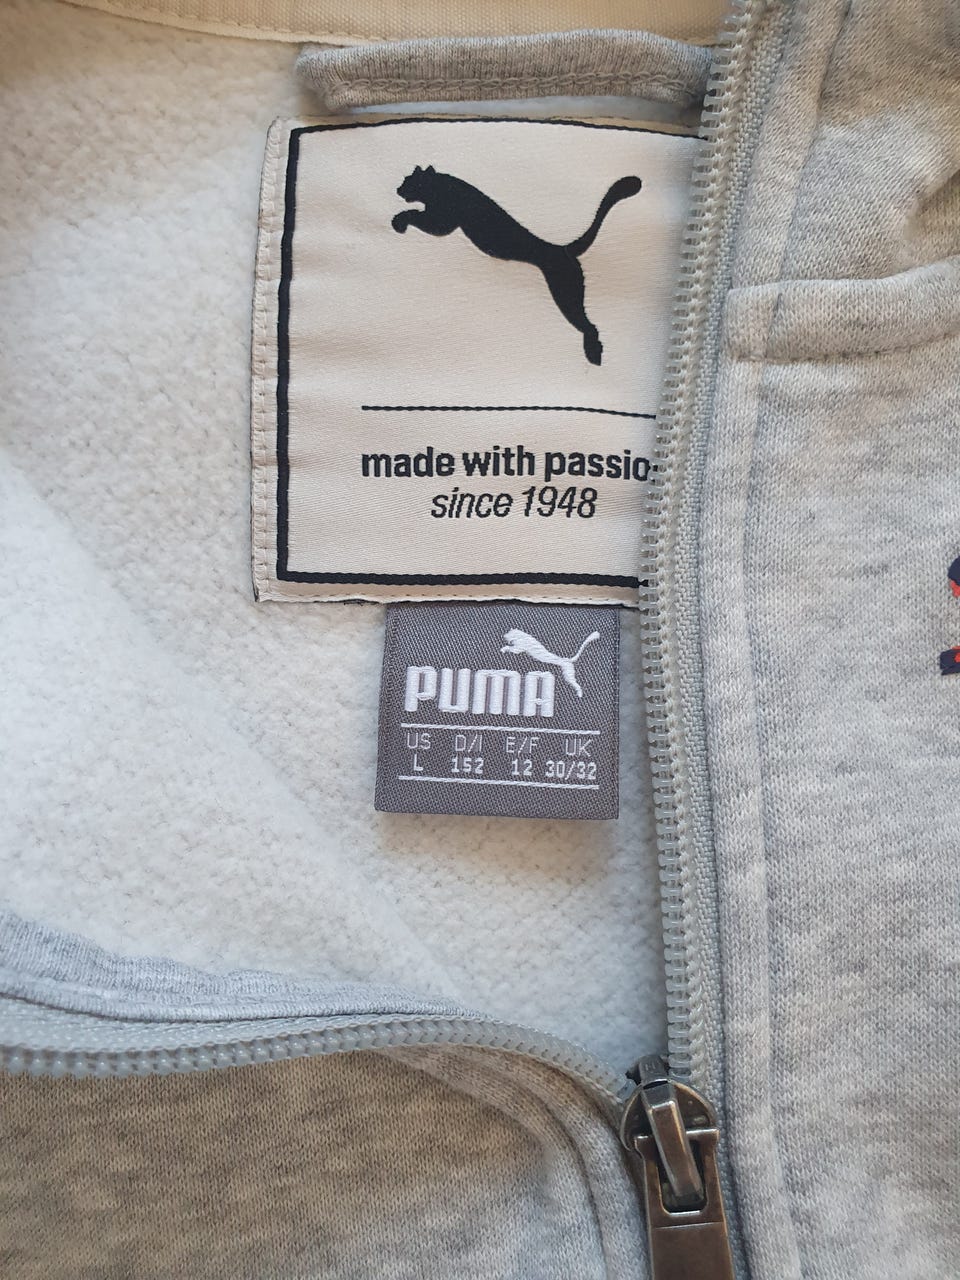 made with passio
since 1948
PUMA
US D/I E/F UK
L 152 12 30/32